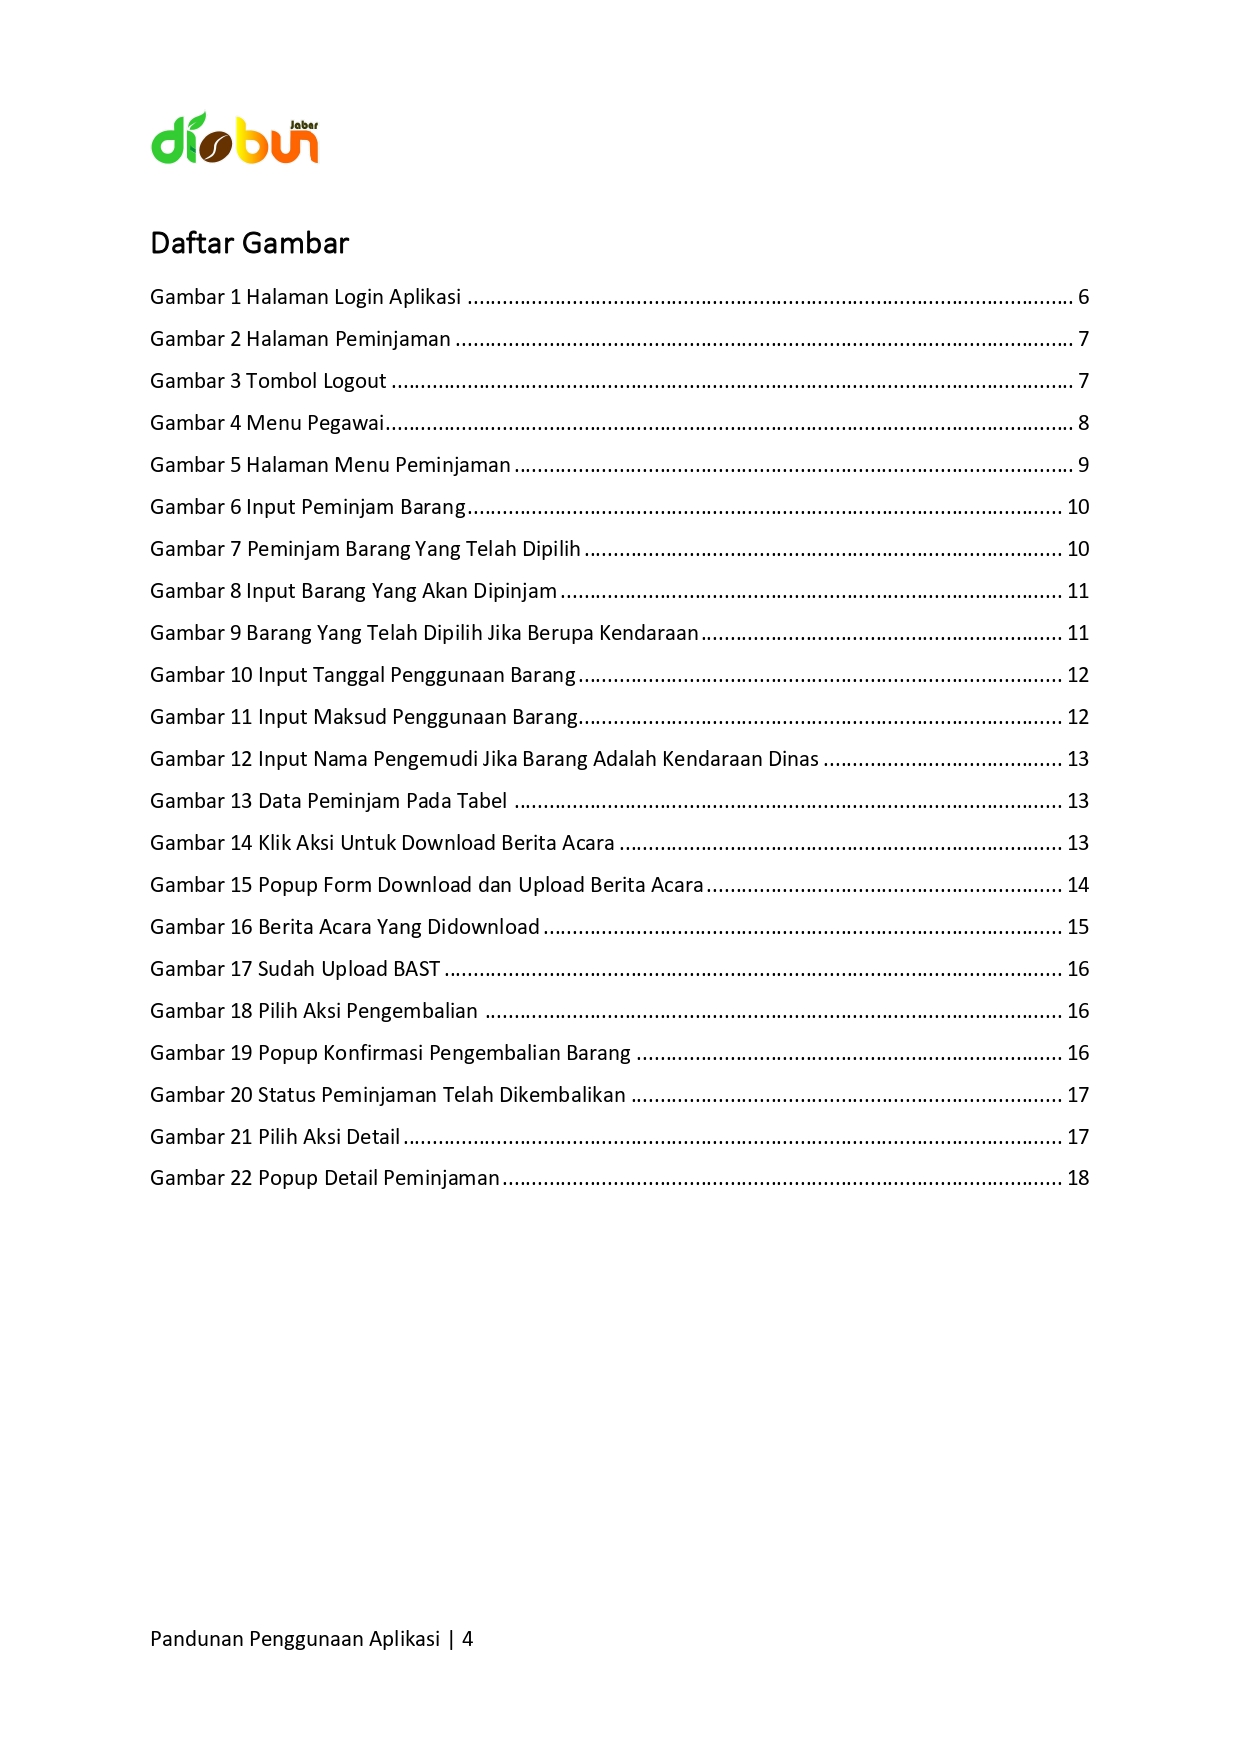 disbun
Jabar
Daftar Gambar
Gambar 1 Halaman Login Aplikasi ........................................................................................................ 6
Gambar 2 Halaman Peminjaman .......................................................................................................... 7
Gambar 3 Tombol Logout ..................................................................................................................... 7
Gambar 4 Menu Pegawai...................................................................................................................... 8
Gambar 5 Halaman Menu Peminjaman ................................................................................................ 9
Gambar 6 Input Peminjam Barang...................................................................................................... 10
Gambar 7 Peminjam Barang Yang Telah Dipilih .................................................................................. 10
Gambar 8 Input Barang Yang Akan Dipinjam ...................................................................................... 11
Gambar 9 Barang Yang Telah Dipilih Jika Berupa Kendaraan.............................................................. 11
Gambar 10 Input Tanggal Penggunaan Barang................................................................................... 12
Gambar 11 Input Maksud Penggunaan Barang................................................................................... 12
Gambar 12 Input Nama Pengemudi Jika Barang Adalah Kendaraan Dinas ......................................... 13
Gambar 13 Data Peminjam Pada Tabel .............................................................................................. 13
Gambar 14 Klik Aksi Untuk Download Berita Acara ............................................................................ 13
Gambar 15 Popup Form Download dan Upload Berita Acara............................................................. 14
Gambar 16 Berita Acara Yang Didownload ......................................................................................... 15
Gambar 17 Sudah Upload BAST .......................................................................................................... 16
Gambar 18 Pilih Aksi Pengembalian ................................................................................................... 16
Gambar 19 Popup Konfirmasi Pengembalian Barang ......................................................................... 16
Gambar 20 Status Peminjaman Telah Dikembalikan .......................................................................... 17
Gambar 21 Pilih Aksi Detail ................................................................................................................. 17
Gambar 22 Popup Detail Peminjaman................................................................................................ 18
Pandunan Penggunaan Aplikasi | 4